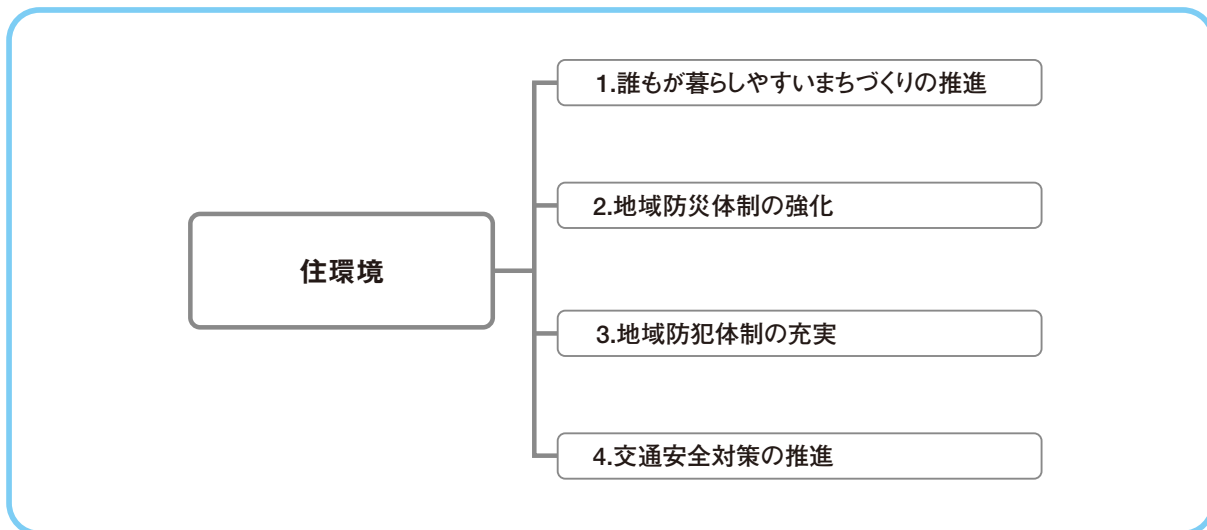 住環境
1.誰もが暮らしやすいまちづくりの推進
2.地域防災体制の強化
3.地域防犯体制の充実
4.交通安全対策の推進